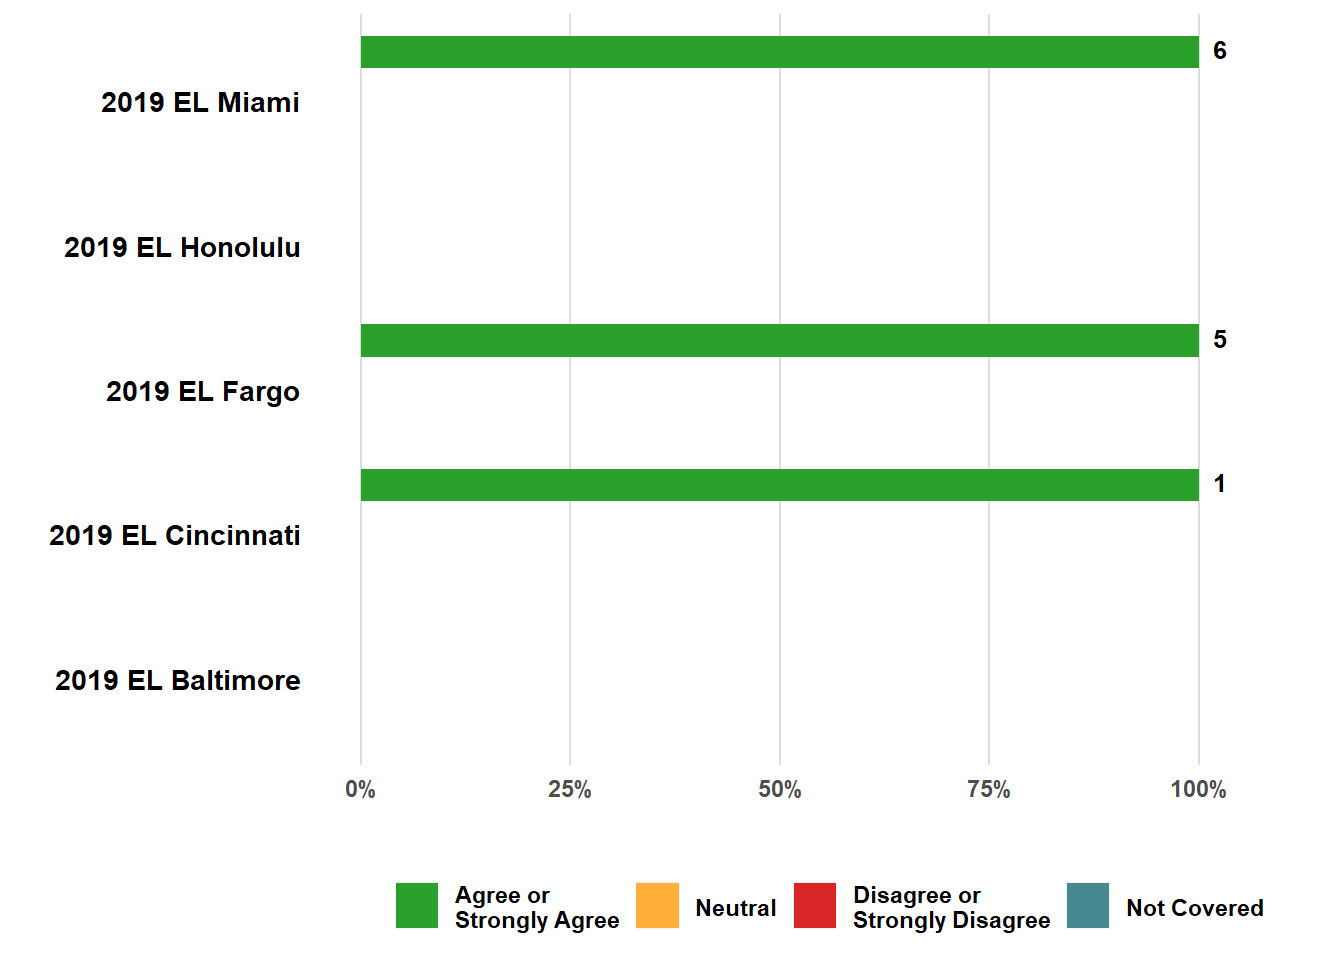 6
2019 EL Miami
2019 EL Honolulu
5
2019 EL Fargo
1
2019 EL Cincinnati
2019 EL Baltimore
0% 25% 50% 75% 100%
Agree or
Strongly Agree
Neutral
Disagree or
Strongly Disagree
Not Covered